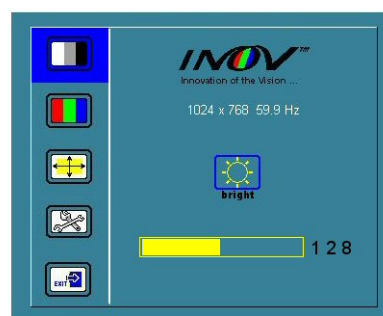 INOV™
Innovation of the Vision ...
1024 x 768 59.9 Hz
bright
128
EXIT